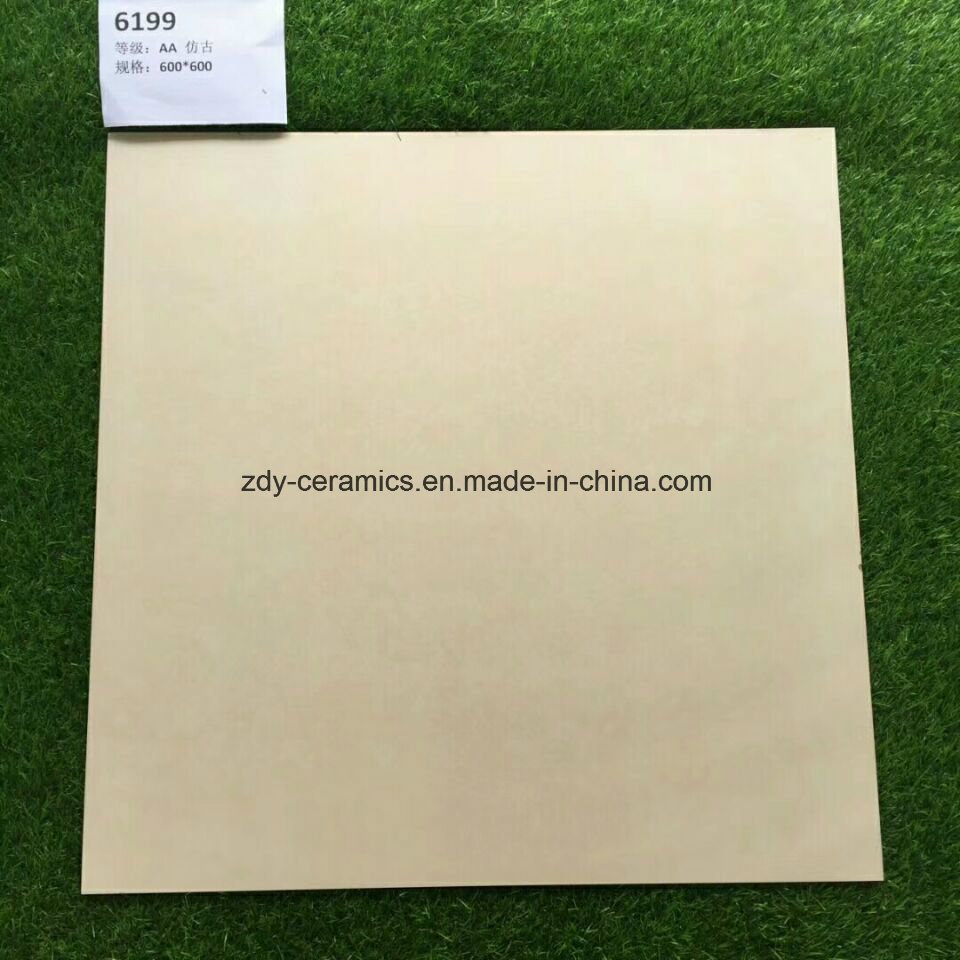 6199
等级：AA 仿古
规格：600*600
zdy-ceramics.en.made-in-china.com